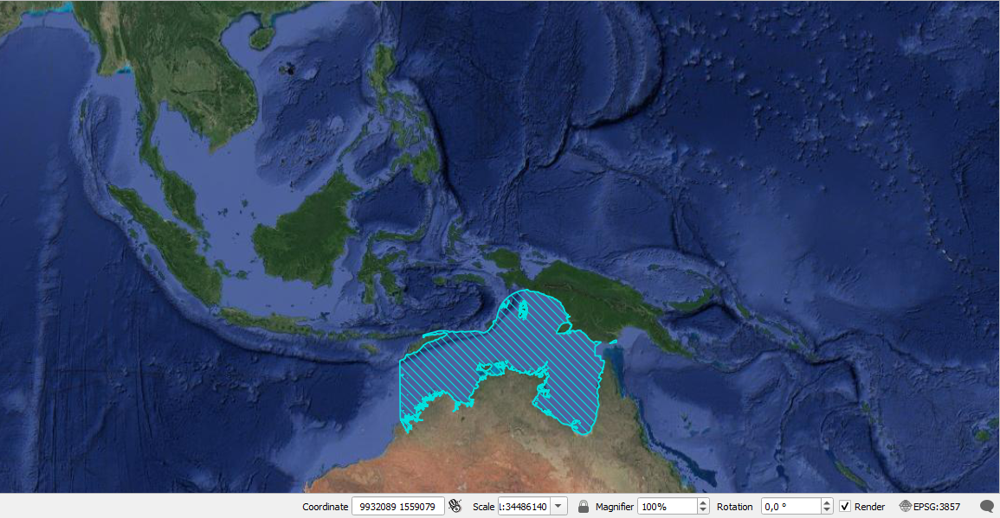 Coordinate 9932089 1559079 Scale 1:34486140 Magnifier 100% Rotation 0,0 ° Render EPSG:3857